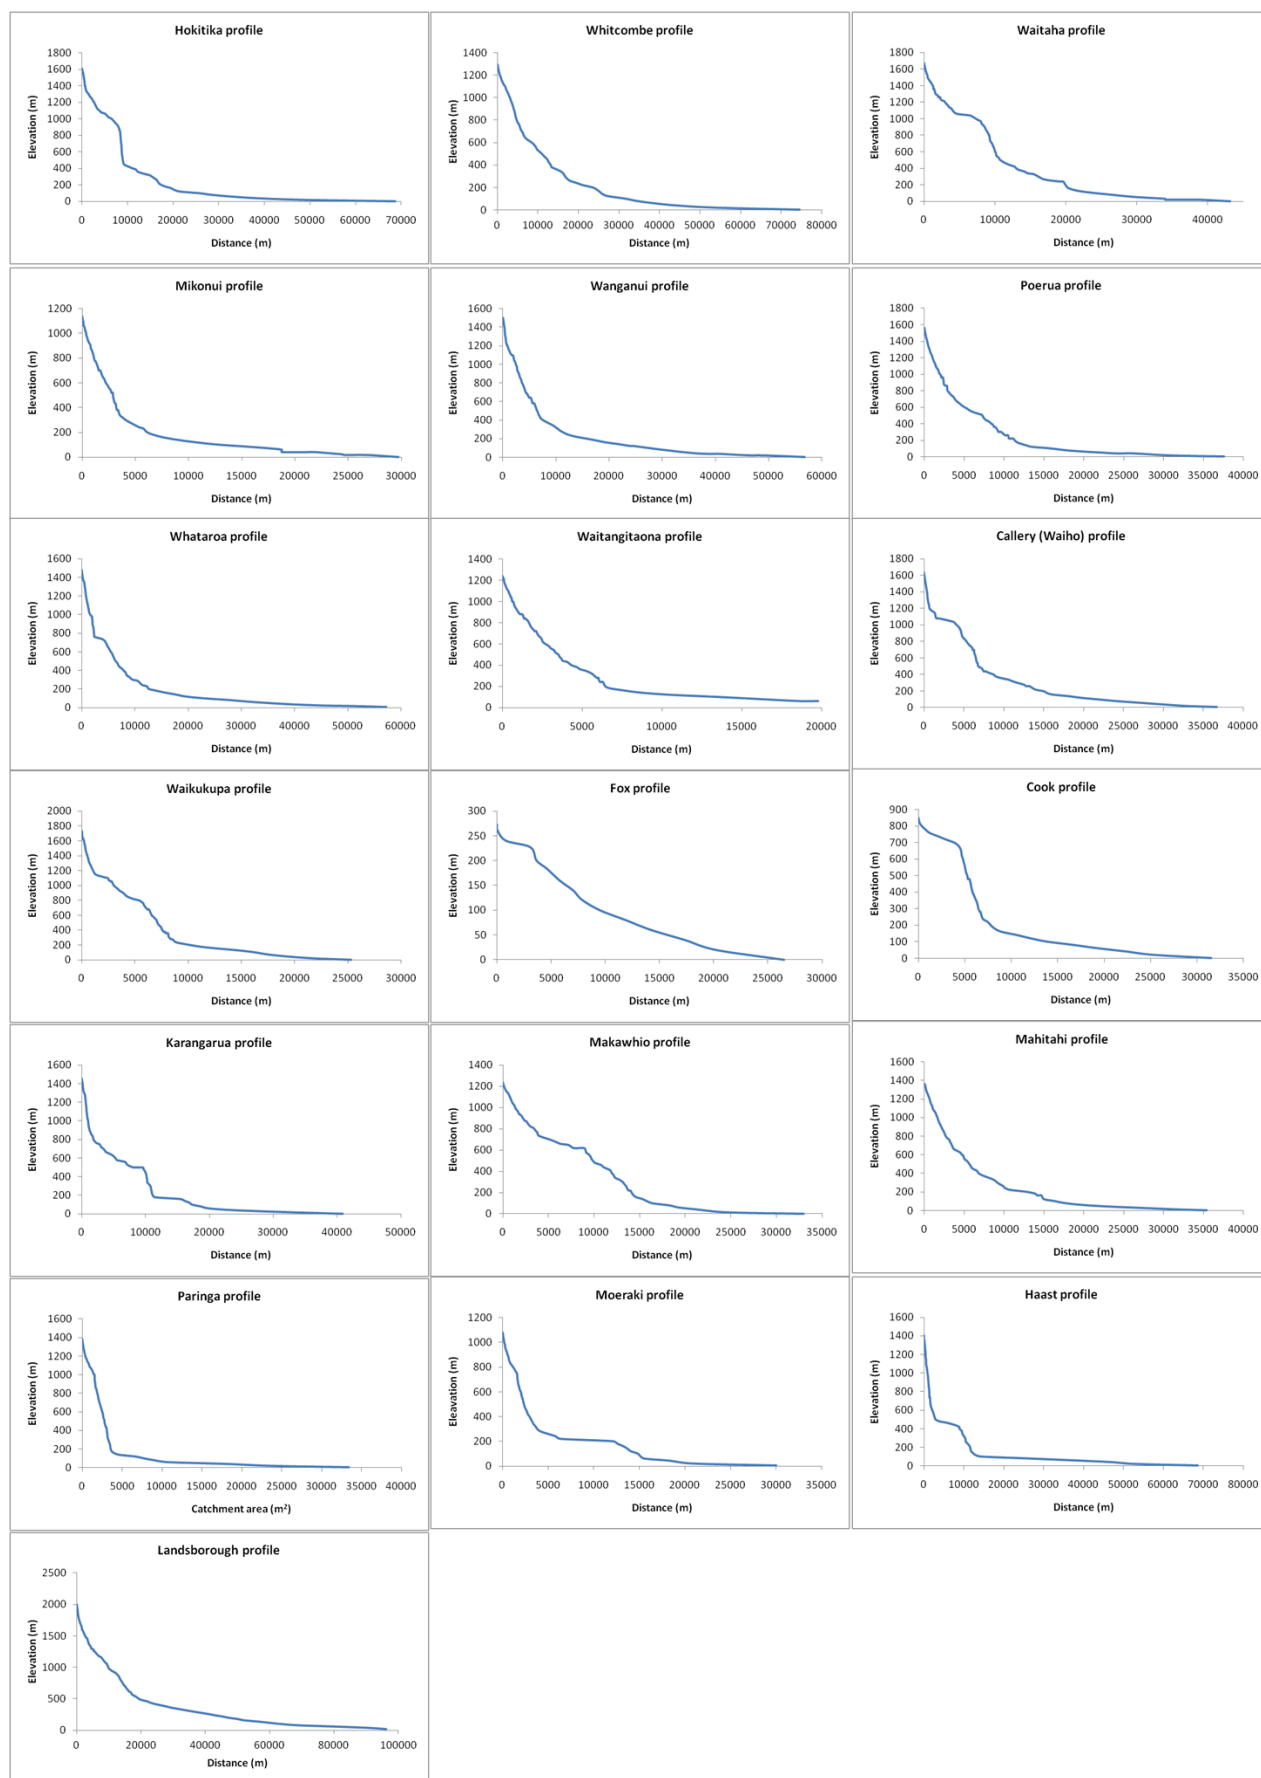 Hokitika profile
Elevation (m)
1800
1600
1400
1200
1000
800
600
400
200
0
0 10000 20000 30000 40000 50000 60000 70000
Distance (m)
Whitcombe profile
Elevation (m)
1400
1200
1000
800
600
400
200
0
0 10000 20000 30000 40000 50000 60000 70000 80000
Distance (m)
Waitaha profile
Elevation (m)
1800
1600
1400
1200
1000
800
600
400
200
0
0 10000 20000 30000 40000
Distance (m)
Mikonui profile
Elevation (m)
1200
1000
800
600
400
200
0
0 5000 10000 15000 20000 25000 30000
Distance (m)
Wanganui profile
Elevation (m)
1600
1400
1200
1000
800
600
400
200
0
0 10000 20000 30000 40000 50000 60000
Distance (m)
Poerua profile
Elevation (m)
1800
1600
1400
1200
1000
800
600
400
200
0
0 5000 10000 15000 20000 25000 30000 35000 40000
Distance (m)
Whataroa profile
Elevation (m)
1600
1400
1200
1000
800
600
400
200
0
0 10000 20000 30000 40000 50000 60000
Distance (m)
Waitangitaona profile
Elevation (m)
1400
1200
1000
800
600
400
200
0
0 5000 10000 15000 20000
Distance (m)
Callery (Waiho) profile
Elevation (m)
1800
1600
1400
1200
1000
800
600
400
200
0
0 5000 10000 15000 20000 25000 30000 35000 40000
Distance (m)
Waikukupa profile
Elevation (m)
2000
1800
1600
1400
1200
1000
800
600
400
200
0
0 5000 10000 15000 20000 25000 30000
Distance (m)
Fox profile
Eleavation (m)
300
250
200
150
100
50
0
0 5000 10000 15000 20000 25000 30000
Distance (m)
Cook profile
Elevation (m)
900
800
700
600
500
400
300
200
100
0
0 5000 10000 15000 20000 25000 30000 35000
Distance (m)
Karangarua profile
Elevation (m)
1600
1400
1200
1000
800
600
400
200
0
0 10000 20000 30000 40000 50000
Distance (m)
Makawhio profile
Elevation (m)
1400
1200
1000
800
600
400
200
0
0 5000 10000 15000 20000 25000 30000 35000
Distance (m)
Mahitahi profile
Elevation (m)
1600
1400
1200
1000
800
600
400
200
0
0 5000 10000 15000 20000 25000 30000 35000 40000
Distance (m)
Paringa profile
Elevation (m)
1600
1400
1200
1000
800
600
400
200
0
0 5000 10000 15000 20000 25000 30000 35000 40000
Catchment area (m²)
Moeraki profile
Eleavation (m)
1200
1000
800
600
400
200
0
0 5000 10000 15000 20000 25000 30000 35000
Distance (m)
Haast profile
Elevation (m)
1600
1400
1200
1000
800
600
400
200
0
0 10000 20000 30000 40000 50000 60000 70000 80000
Distance (m)
Landsborough profile
Elevation (m)
2500
2000
1500
1000
500
0
0 20000 40000 60000 80000 100000
Distance (m)